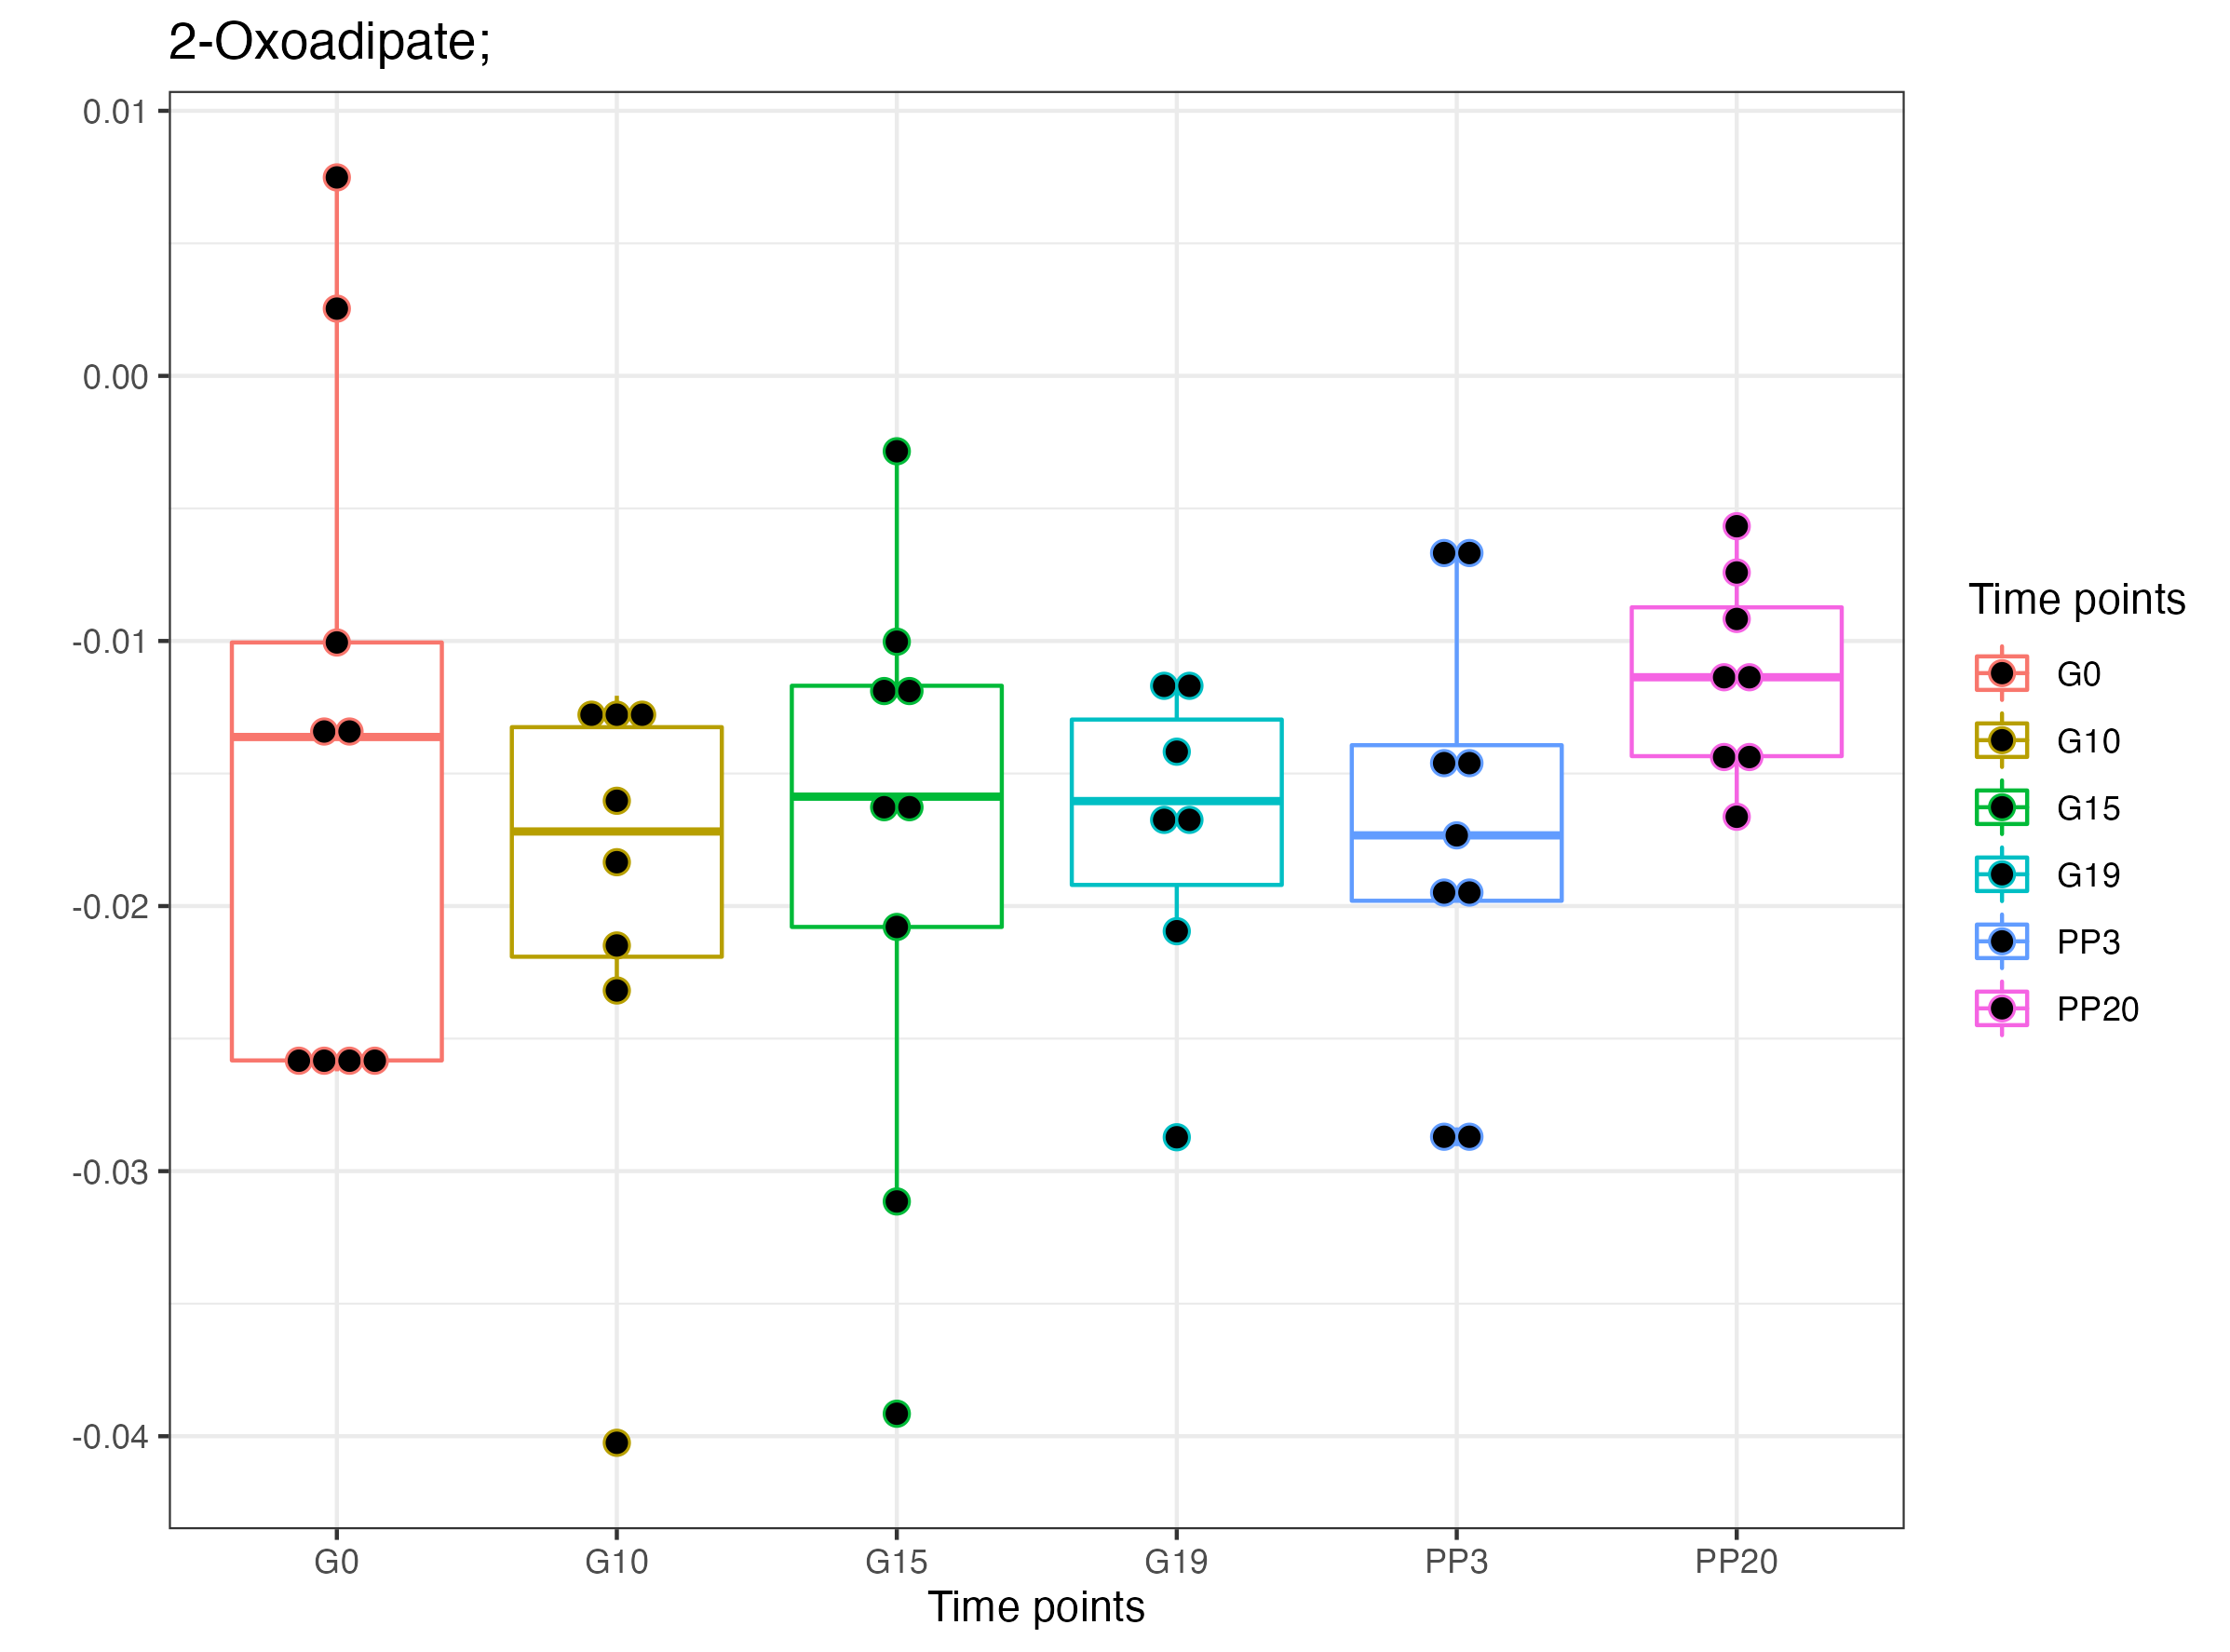 2-Oxoadipate;
0.01
0.00
-0.01
-0.02
-0.03
-0.04
G0 G10 G15 G19 PP3 PP20
Time points
Time points
G0
G10
G15
G19
PP3
PP20